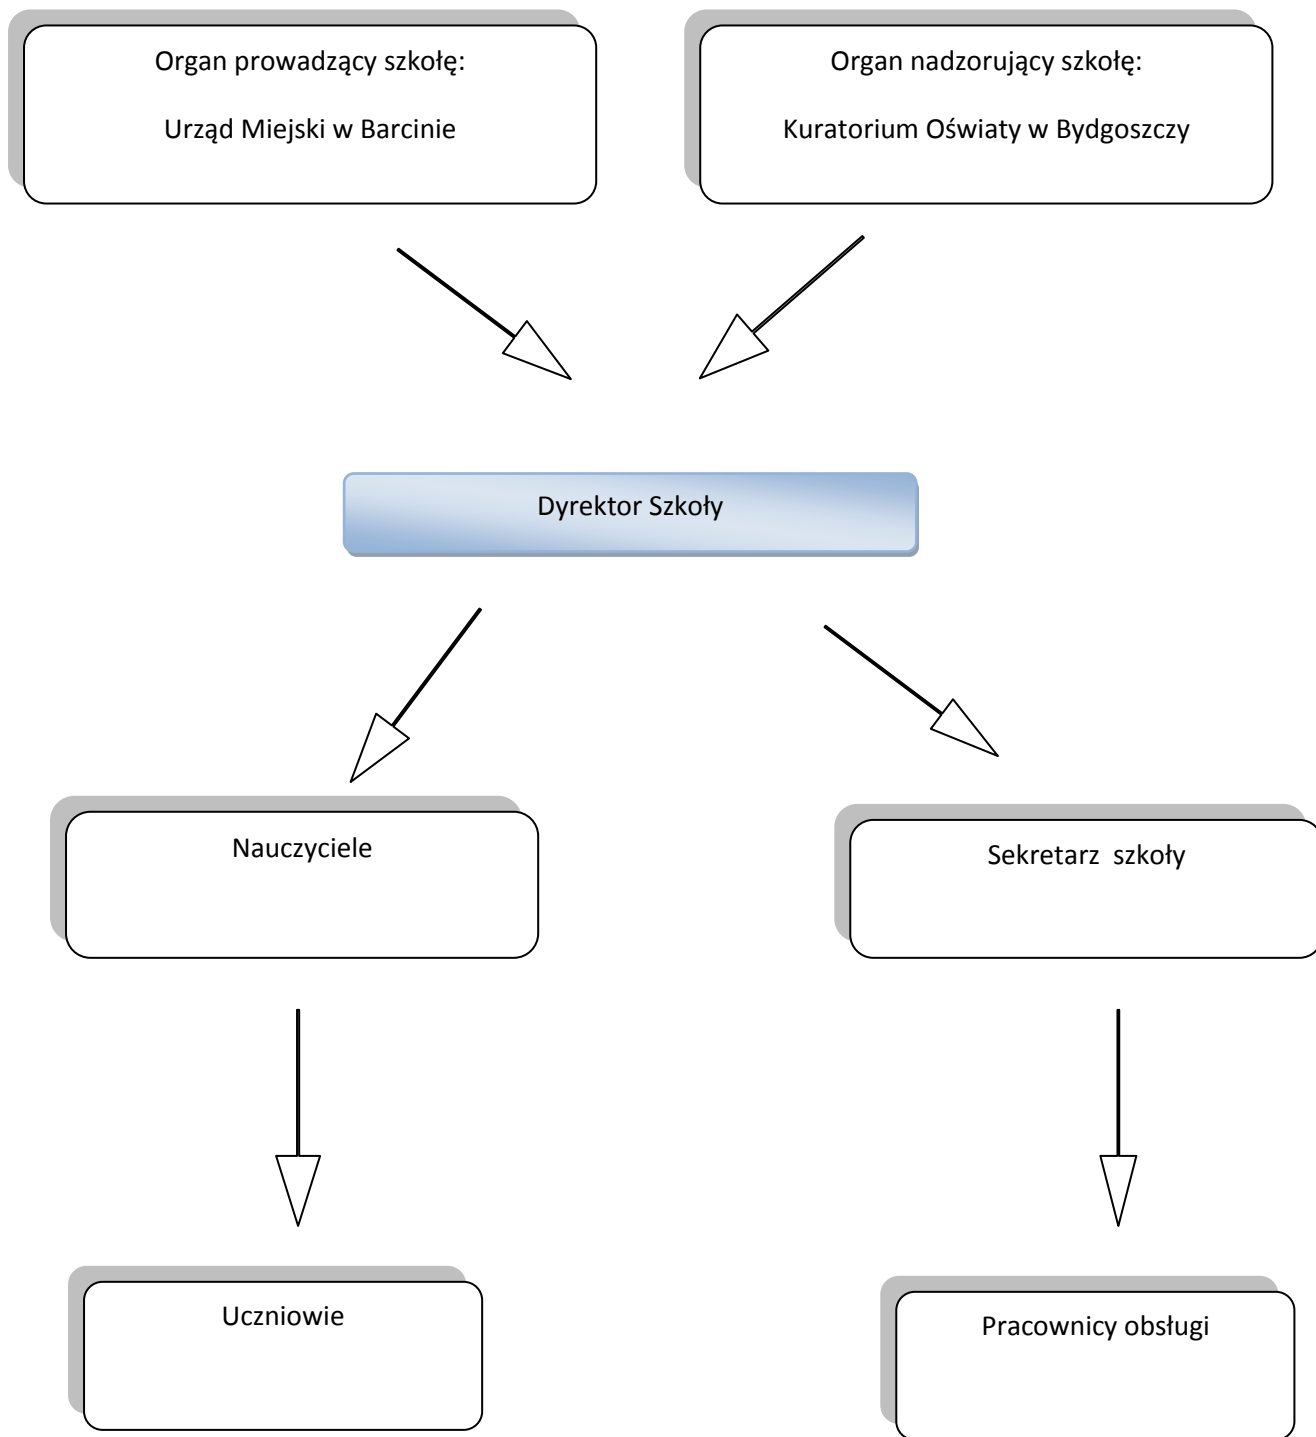 Organ prowadzący szkołę:
Urząd Miejski w Barcinie
Organ nadzorujący szkołę:
Kuratorium Oświaty w Bydgoszczy
Dyrektor Szkoły
Nauczyciele
Sekretarz  szkoły
Uczniowie
Pracownicy obsługi